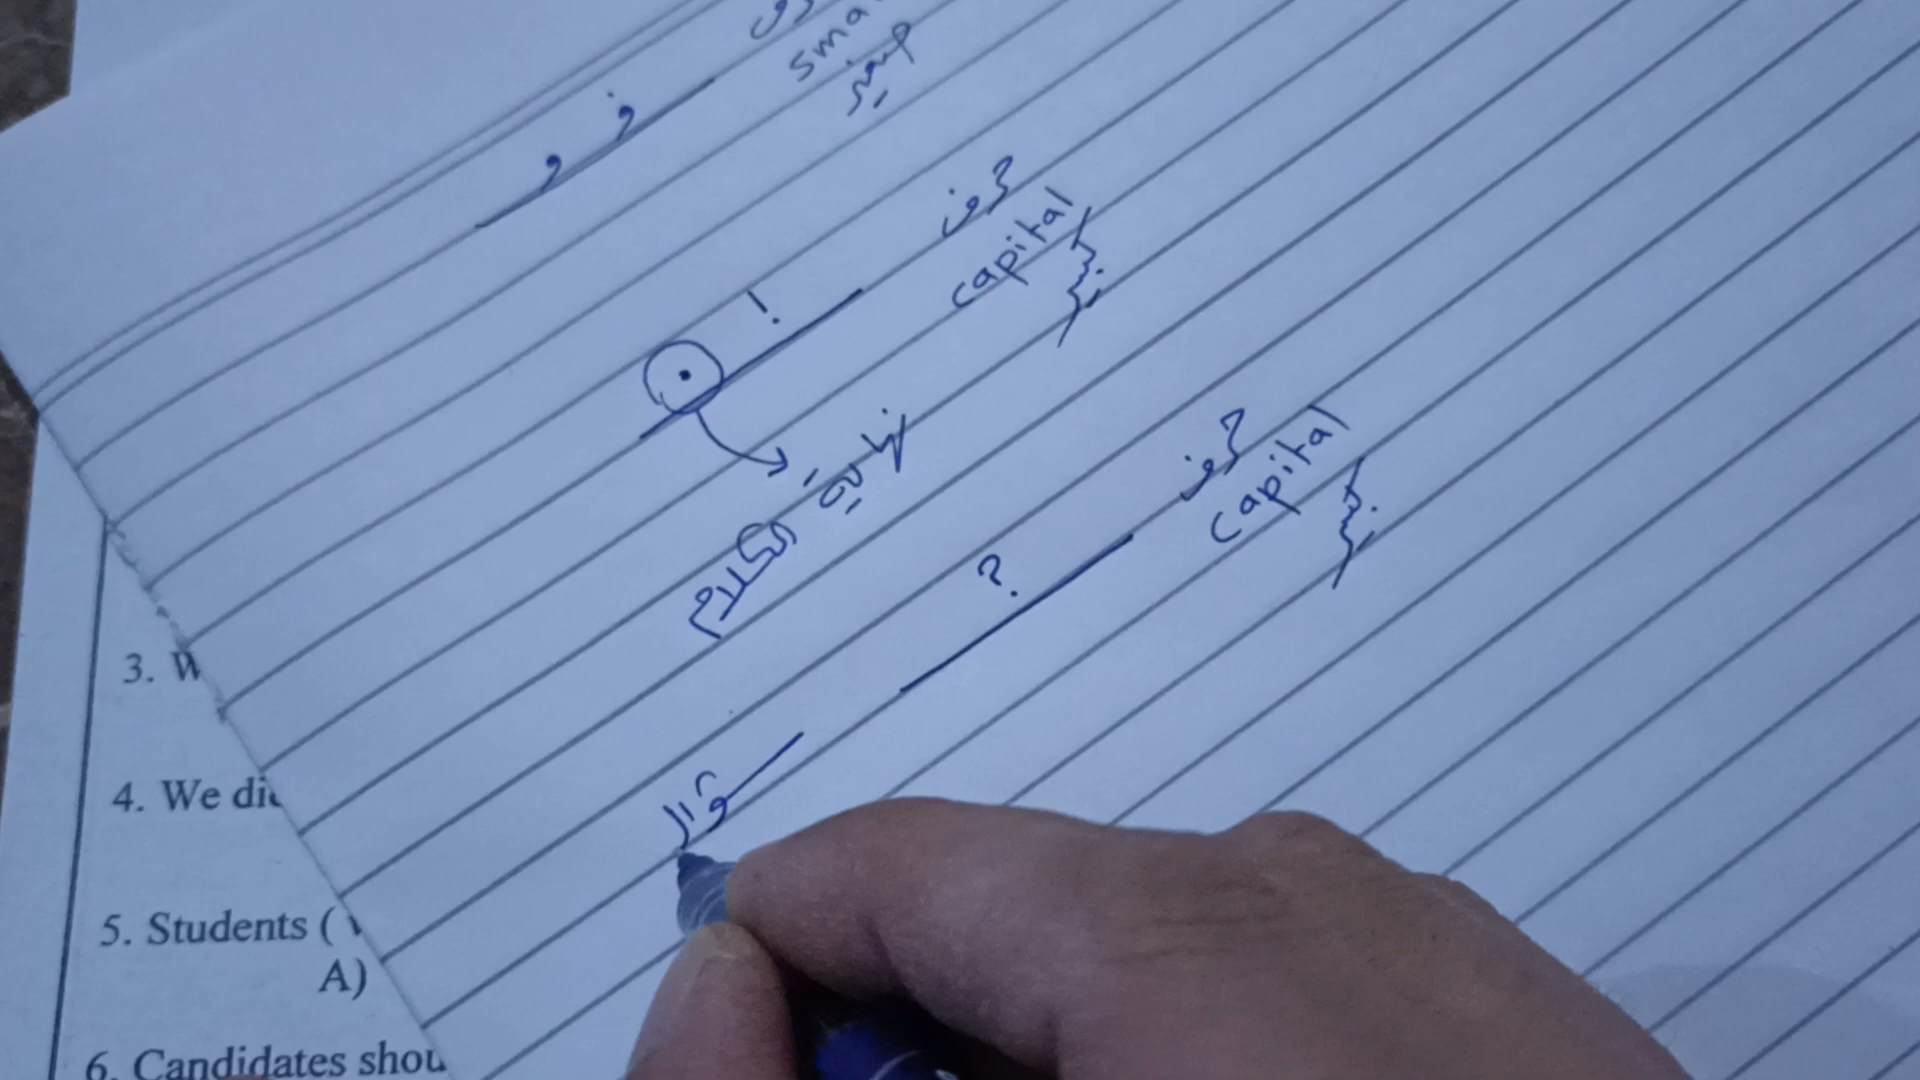 و و
small
صغير
. !
حرف
capital
كبير
نهاية الكلام
?
حرف
capital
كبير
سؤال
3. W
4. We di
5. Students (
A)
6. Candidates shou